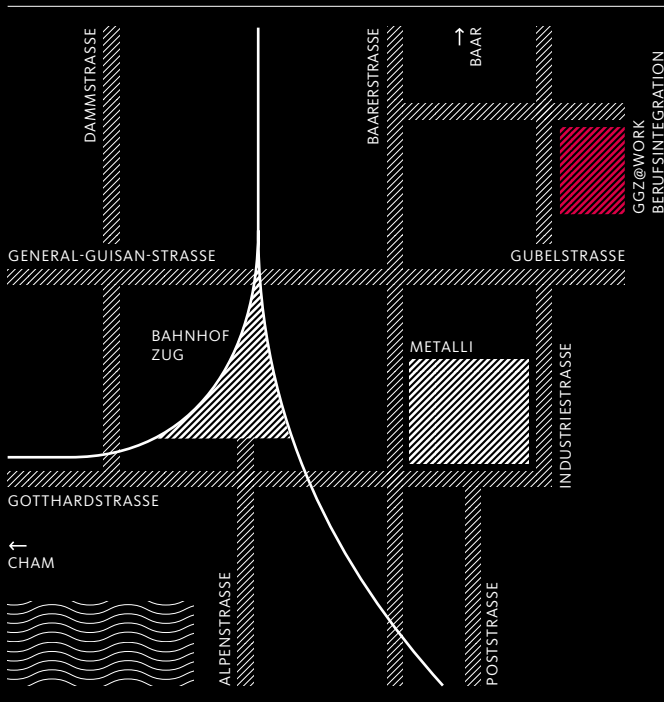 DAMMSTRASSE
BAARERSTRASSE
↑
BAAR
GGZ@WORK
BERUFSINTEGRATION
GENERAL-GUISAN-STRASSE
GUBELSTRASSE
BAHNHOF
ZUG
METALLI
INDUSTRIESTRASSE
GOTTHARDSTRASSE
←
CHAM
ALPENSTRASSE
POSTSTRASSE